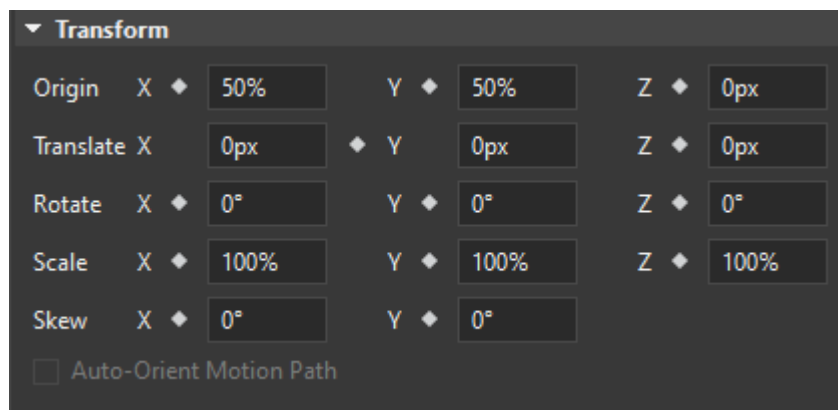 Transform
Origin X 50% Y 50% Z 0px
Translate X 0px Y 0px Z 0px
Rotate X 0° Y 0° Z 0°
Scale X 100% Y 100% Z 100%
Skew X 0° Y 0°
Auto-Orient Motion Path